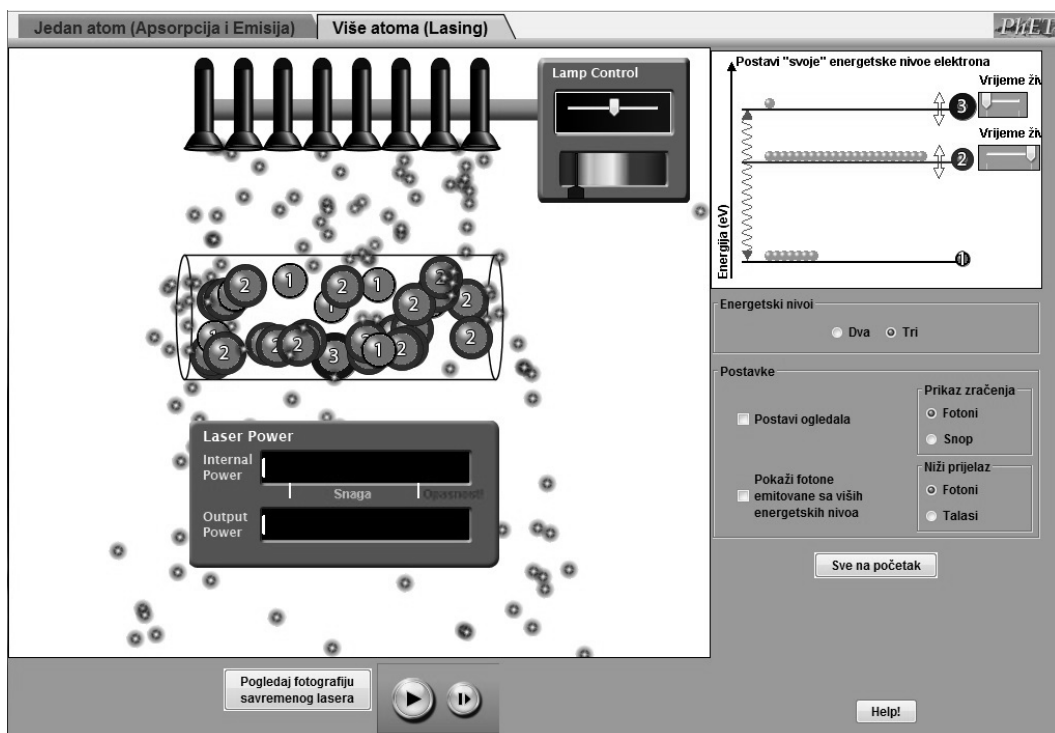 Jedan atom (Apsorpcija i Emisija)
Više atoma (Lasing)
PhET
Lamp Control
Postavi "svoje" energetske nivoe elektrona
Vrijeme živ
3
Vrijeme živ
2
1
Energija (eV)
2
1
2
1
2
2
2
2
2
2
3
1
2
2
Energetski nivoi
Dva
Tri
Postavke
Postavi ogledala
Prikaz zračenja
Fotoni
Snop
Pokaži fotone
emitovane sa viših
energetskih nivoa
Niži prijelaz
Fotoni
Talasi
Laser Power
Internal
Power
Snaga
Opasnost!
Output
Power
Sve na početak
Pogledaj fotografiju
savremenog lasera
Help!